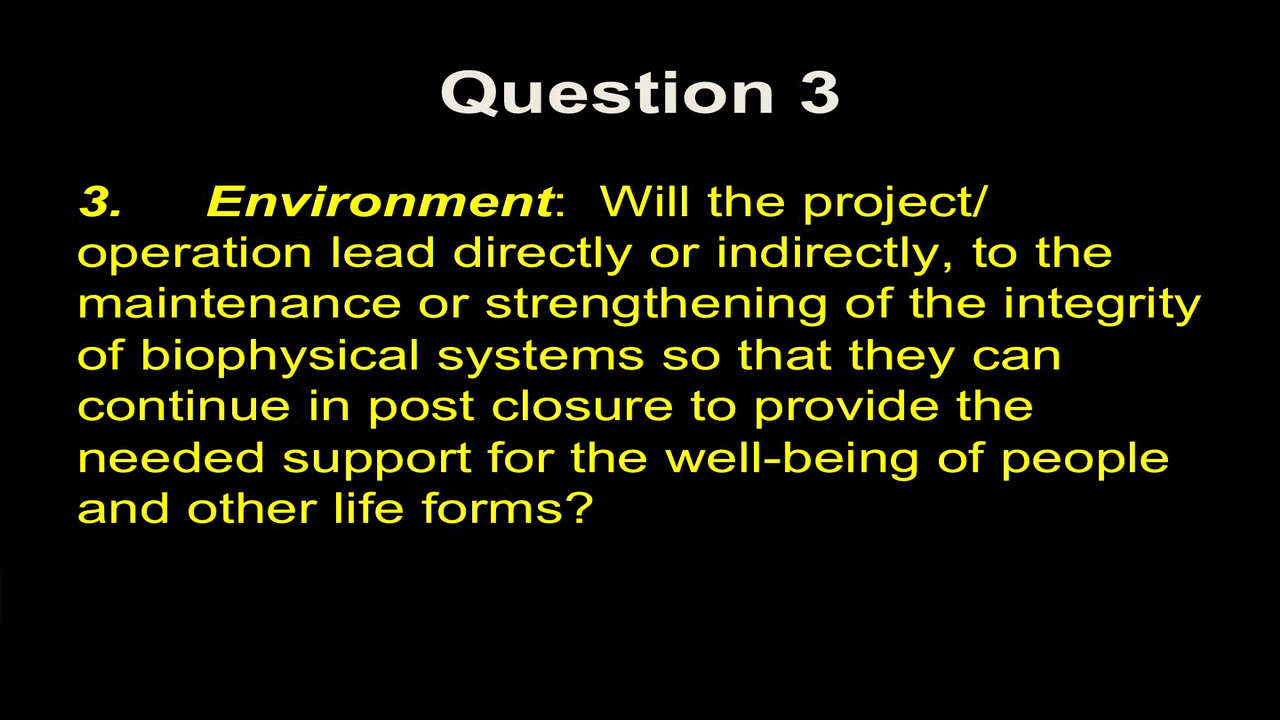 Question 3
3. Environment: Will the project/
operation lead directly or indirectly, to the
maintenance or strengthening of the integrity
of biophysical systems so that they can
continue in post closure to provide the
needed support for the well-being of people
and other life forms?